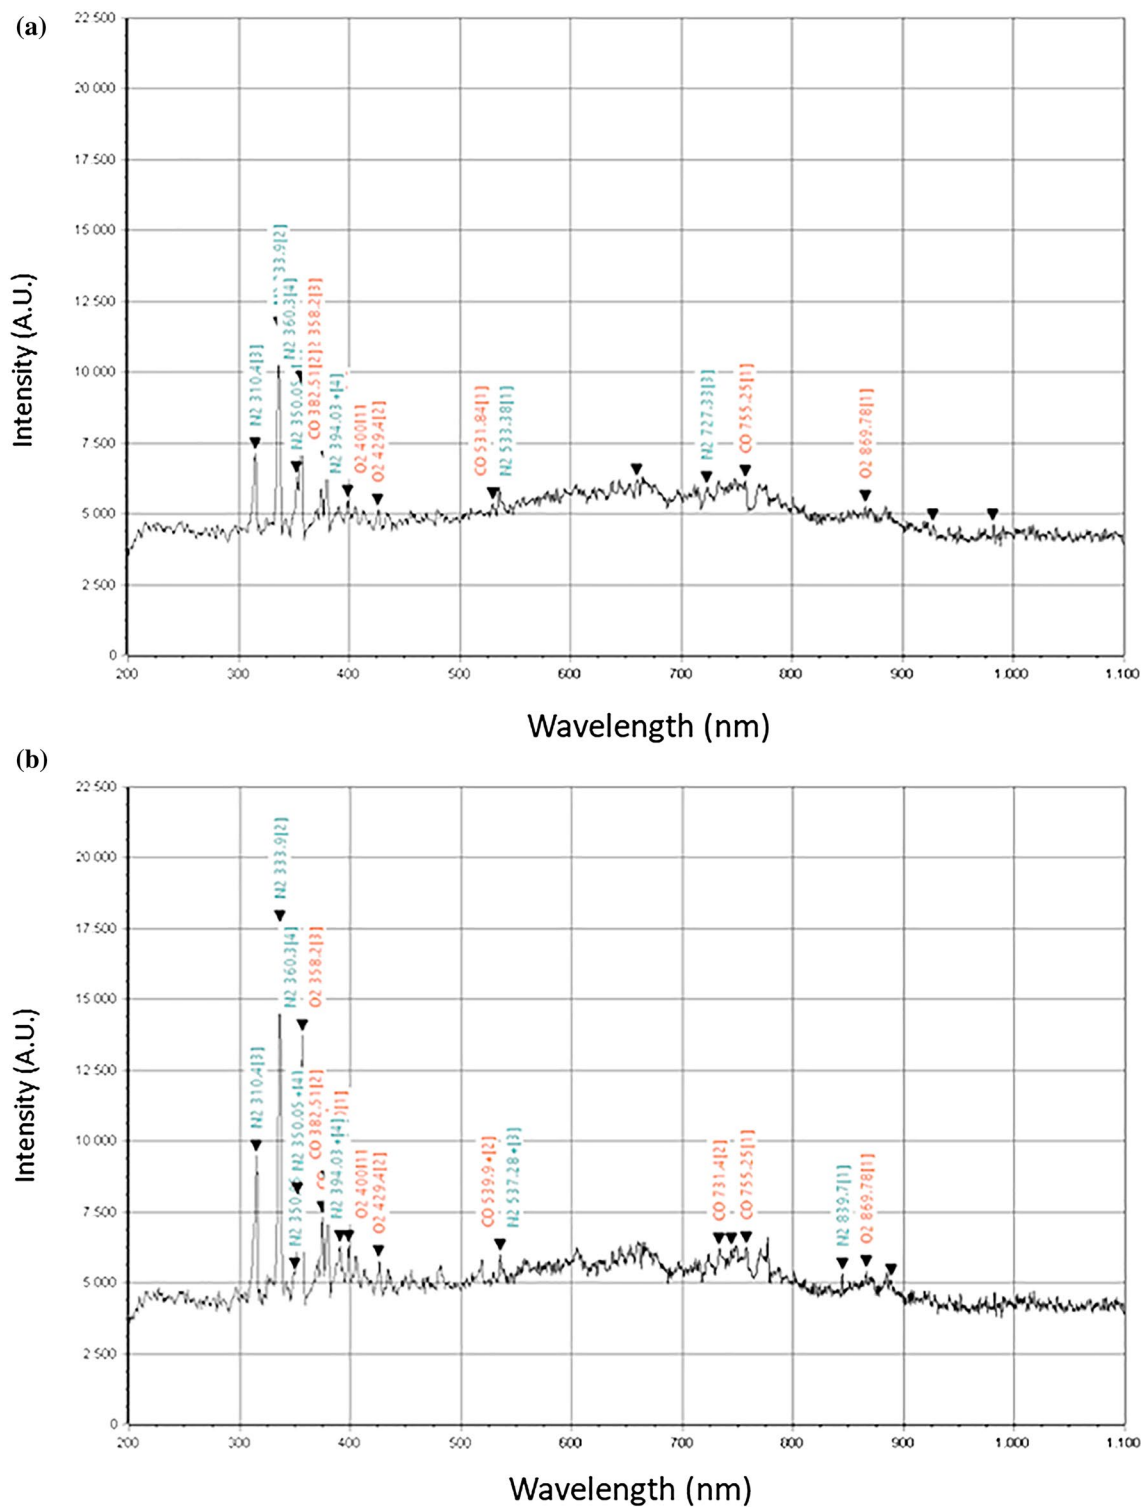 (a)
22 500
20 000
17 500
15 000
12 500
10 000
7 500
5 000
2 500
0
Intensity (A.U.)
N2 310.4[3]
33.9[2]
N2 360.3[4]
N2 350.05
358.2[3]
CO 382.51[2]
N2 394.03 +[4]
O2 400[1]
O2 429.4[2]
CO 531.84[1]
N2 533.38[1]
N2 727.33[3]
CO 755.25[1]
O2 869.78[1]
200 300 400 500 600 700 800 900 1.000 1.100
Wavelength (nm)
(b)
22 500
20 000
17 500
15 000
12 500
10 000
7 500
5 000
2 500
0
Intensity (A.U.)
N2 310.4[3]
N2 333.9[2]
N2 360.3[4]
O2 358.2[3]
N2 350.05 +[4]
N2 350
CO 382.51[2]
N2 394.03 +[4]
O2 400[1]
O2 429.4[2]
CO 539.9 +[2]
N2 537.28 +[3]
CO 731.4[2]
CO 755.25[1]
N2 839.7[1]
O2 869.78[1]
200 300 400 500 600 700 800 900 1.000 1.100
Wavelength (nm)